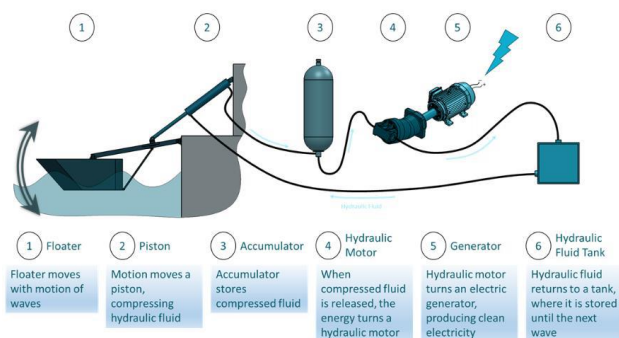 1 2 3 4 5 6
Hydraulic Fluid
1 Floater
Floater moves
with motion of
waves
2 Piston
Motion moves a
piston,
compressing
hydraulic fluid
3 Accumulator
Accumulator
stores
compressed fluid
4 Hydraulic
Motor
When
compressed fluid
is released, the
energy turns a
hydraulic motor
5 Generator
Hydraulic motor
turns an electric
generator,
producing clean
electricity
6 Hydraulic
Fluid Tank
Hydraulic fluid
returns to a tank,
where it is stored
until the next
wave